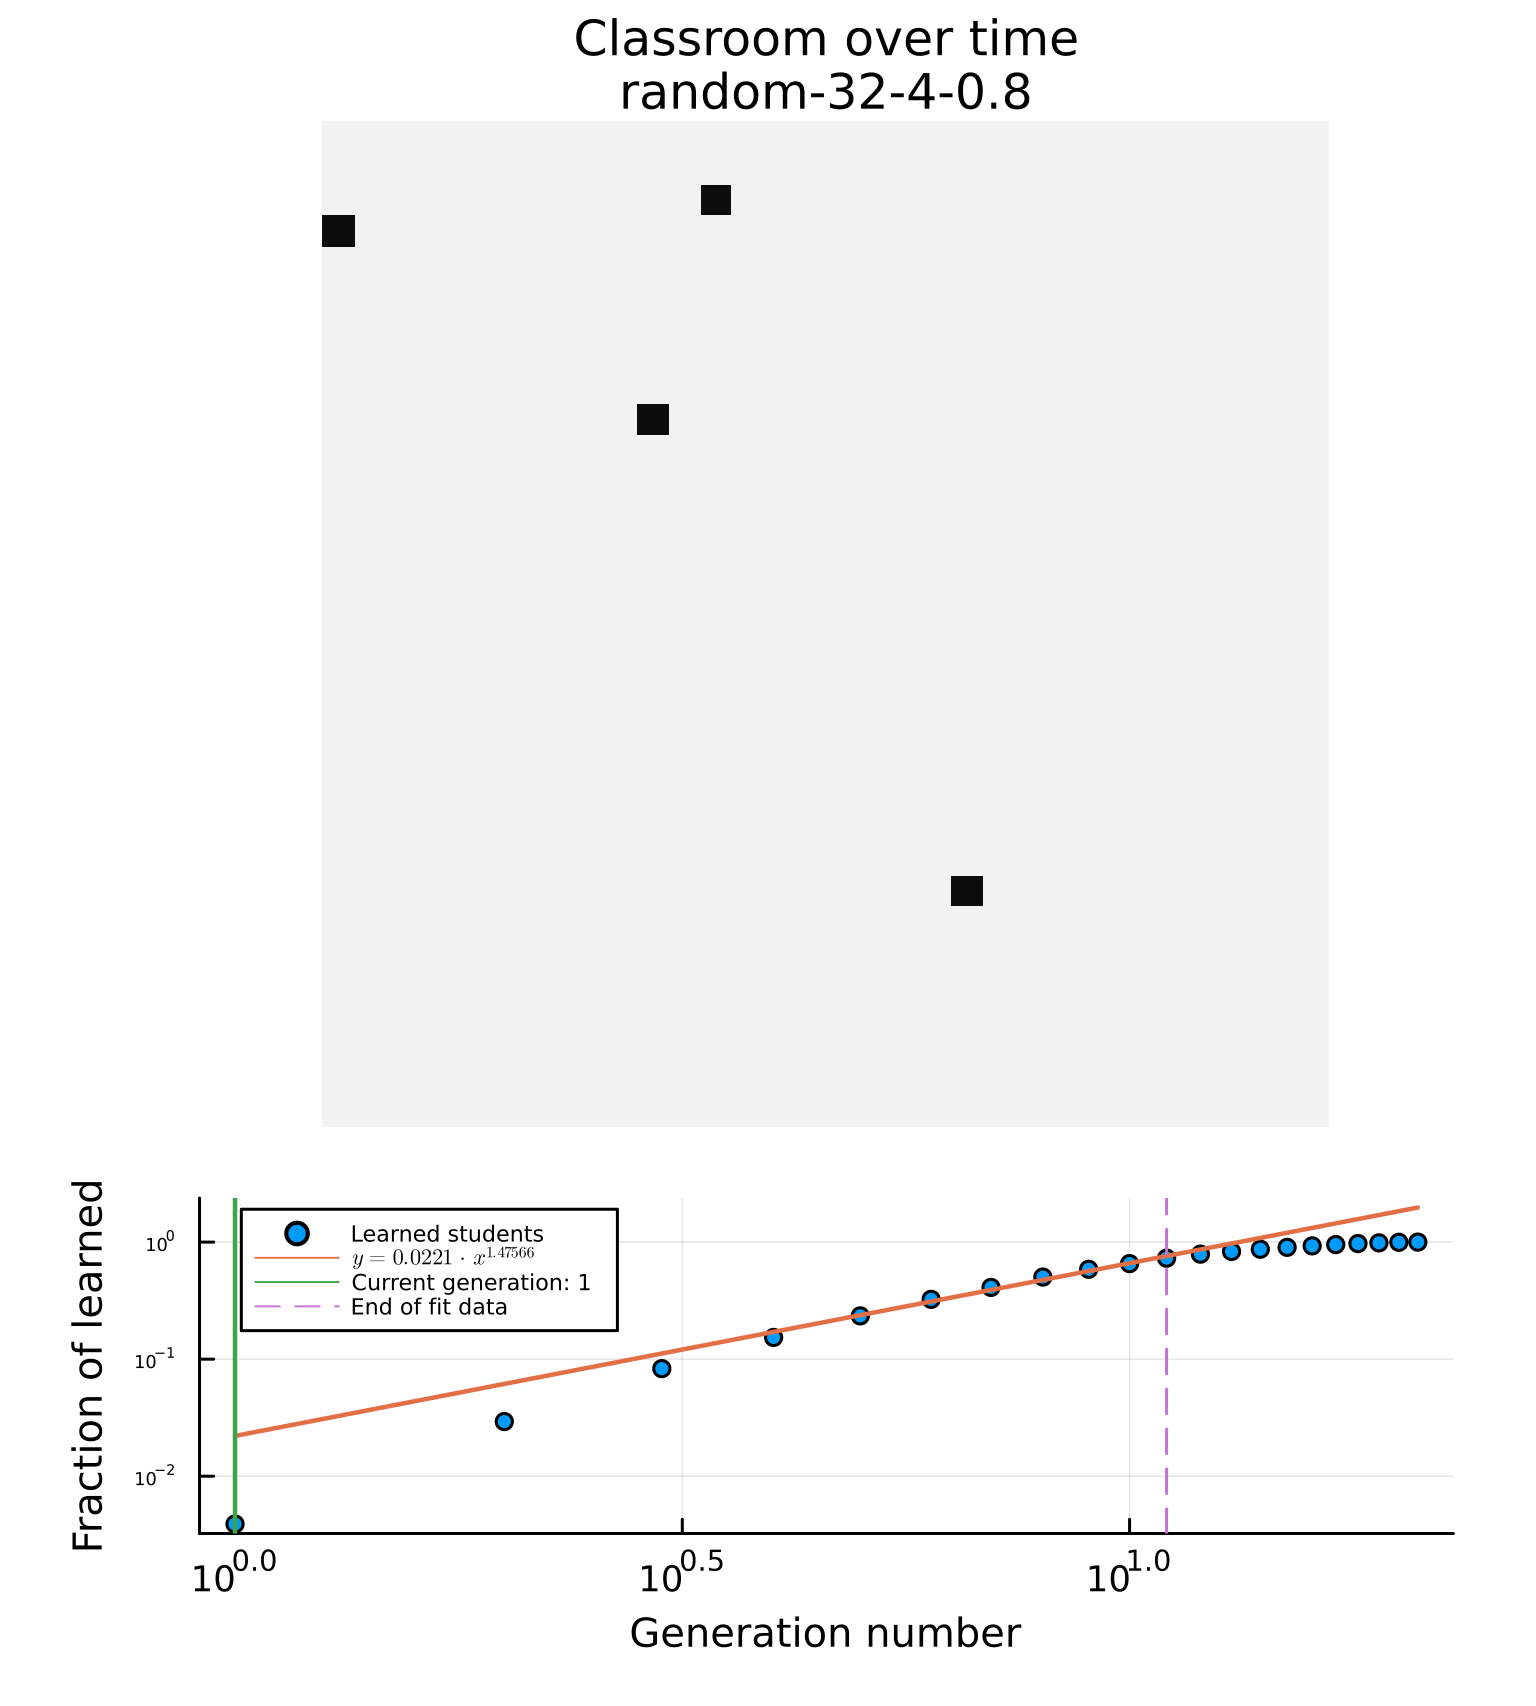 Classroom over time
random-32-4-0.8
Fraction of learned
10⁰
10⁻¹
10⁻²
Learned students
y = 0.0221 · x^1.47566
Current generation: 1
End of fit data
10^0.0 10^0.5 10^1.0
Generation number